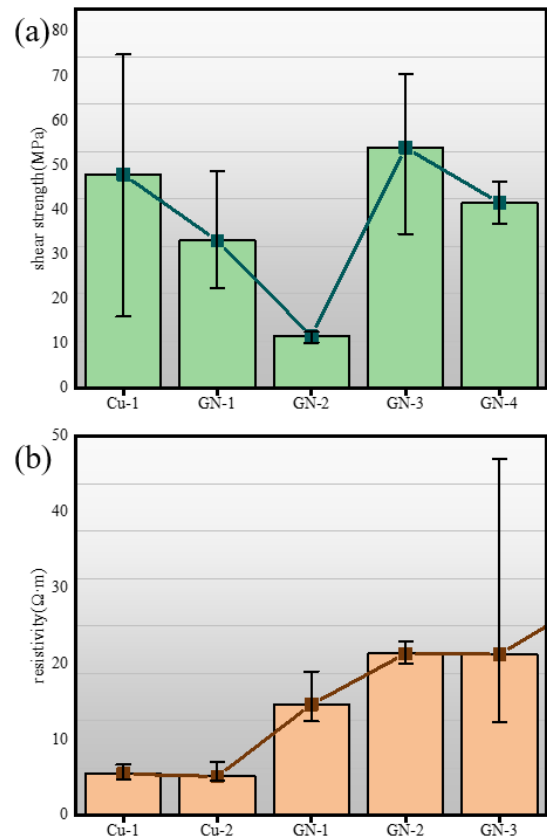 (a)
shear strength(MPa)
80
70
60
50
40
30
20
10
0
Cu-1 GN-1 GN-2 GN-3 GN-4
(b)
resistivity(Ω·m)
50
40
30
20
10
0
Cu-1 Cu-2 GN-1 GN-2 GN-3